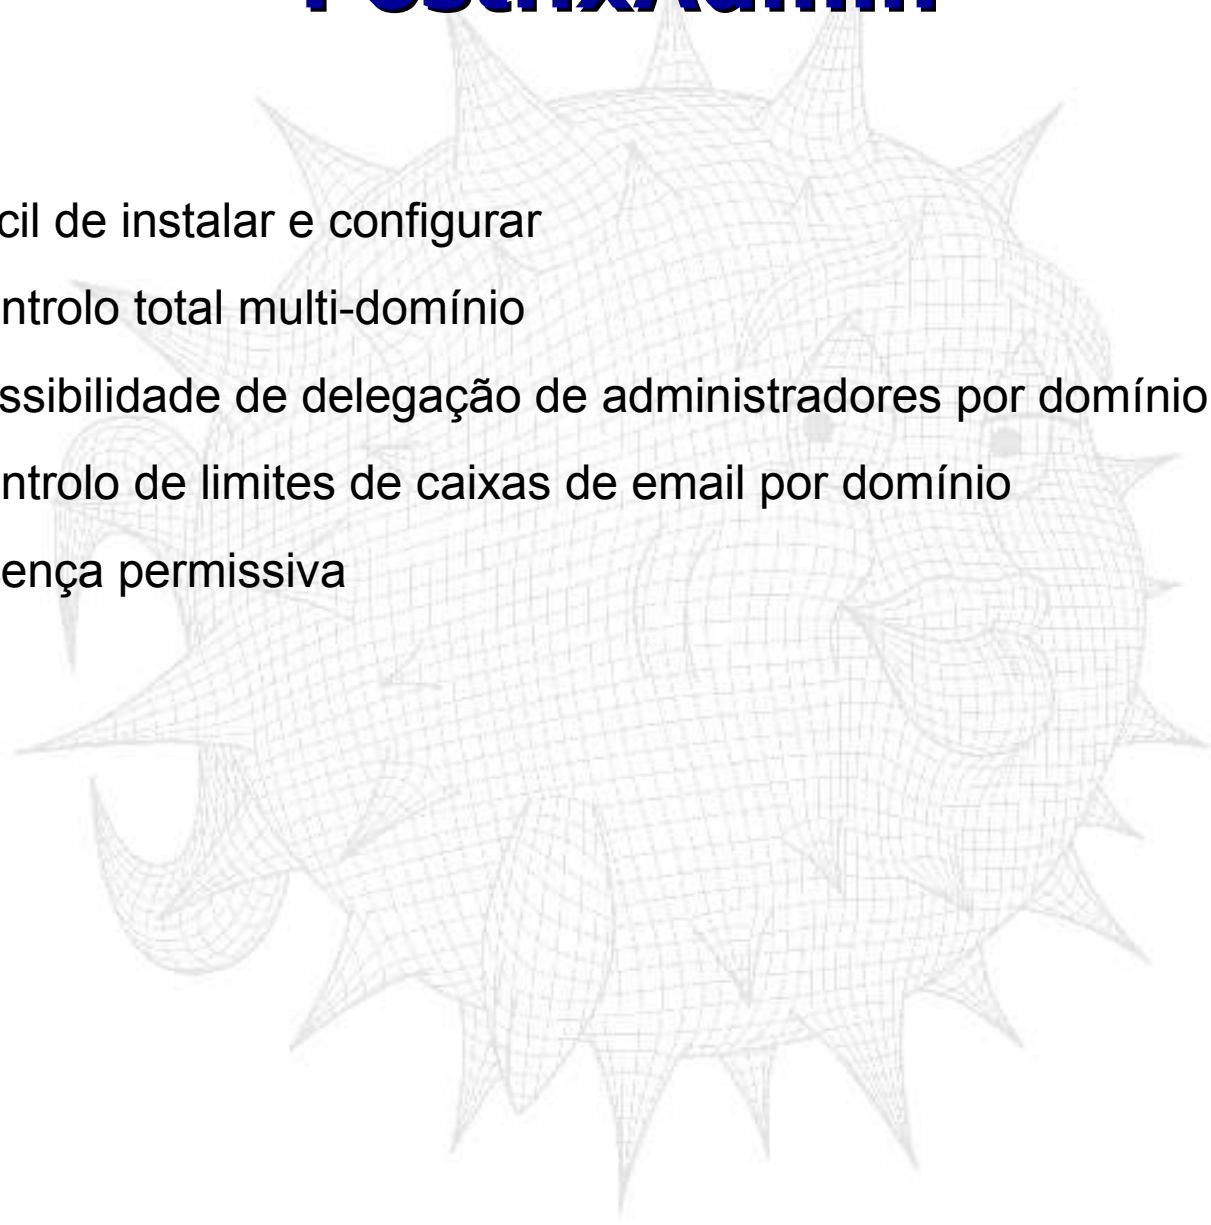 PostfixAdmin
cil de instalar e configurar
ntrolo total multi-domínio
ssibilidade de delegação de administradores por domínio
ntrolo de limites de caixas de email por domínio
ença permissiva